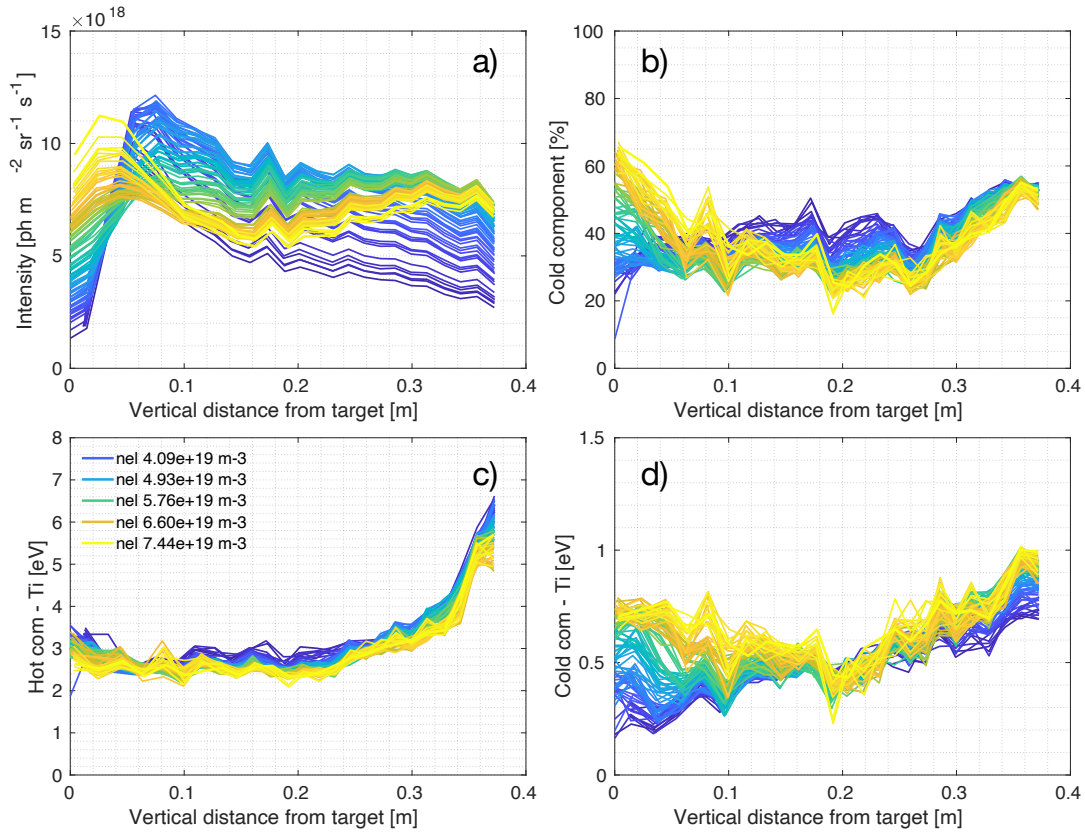 ×10^18
15
10
5
0
0 0.1 0.2 0.3 0.4
Vertical distance from target [m]
Intensity [ph m^-2 sr^-1 s^-1]
a)
100
80
60
40
20
0
0 0.1 0.2 0.3 0.4
Vertical distance from target [m]
Cold component [%]
b)
8
7
6
5
4
3
2
1
0
0 0.1 0.2 0.3 0.4
Vertical distance from target [m]
Hot com - Ti [eV]
c)
nel 4.09e+19 m-3
nel 4.93e+19 m-3
nel 5.76e+19 m-3
nel 6.60e+19 m-3
nel 7.44e+19 m-3
1.5
1
0.5
0
0 0.1 0.2 0.3 0.4
Vertical distance from target [m]
Cold com - Ti [eV]
d)